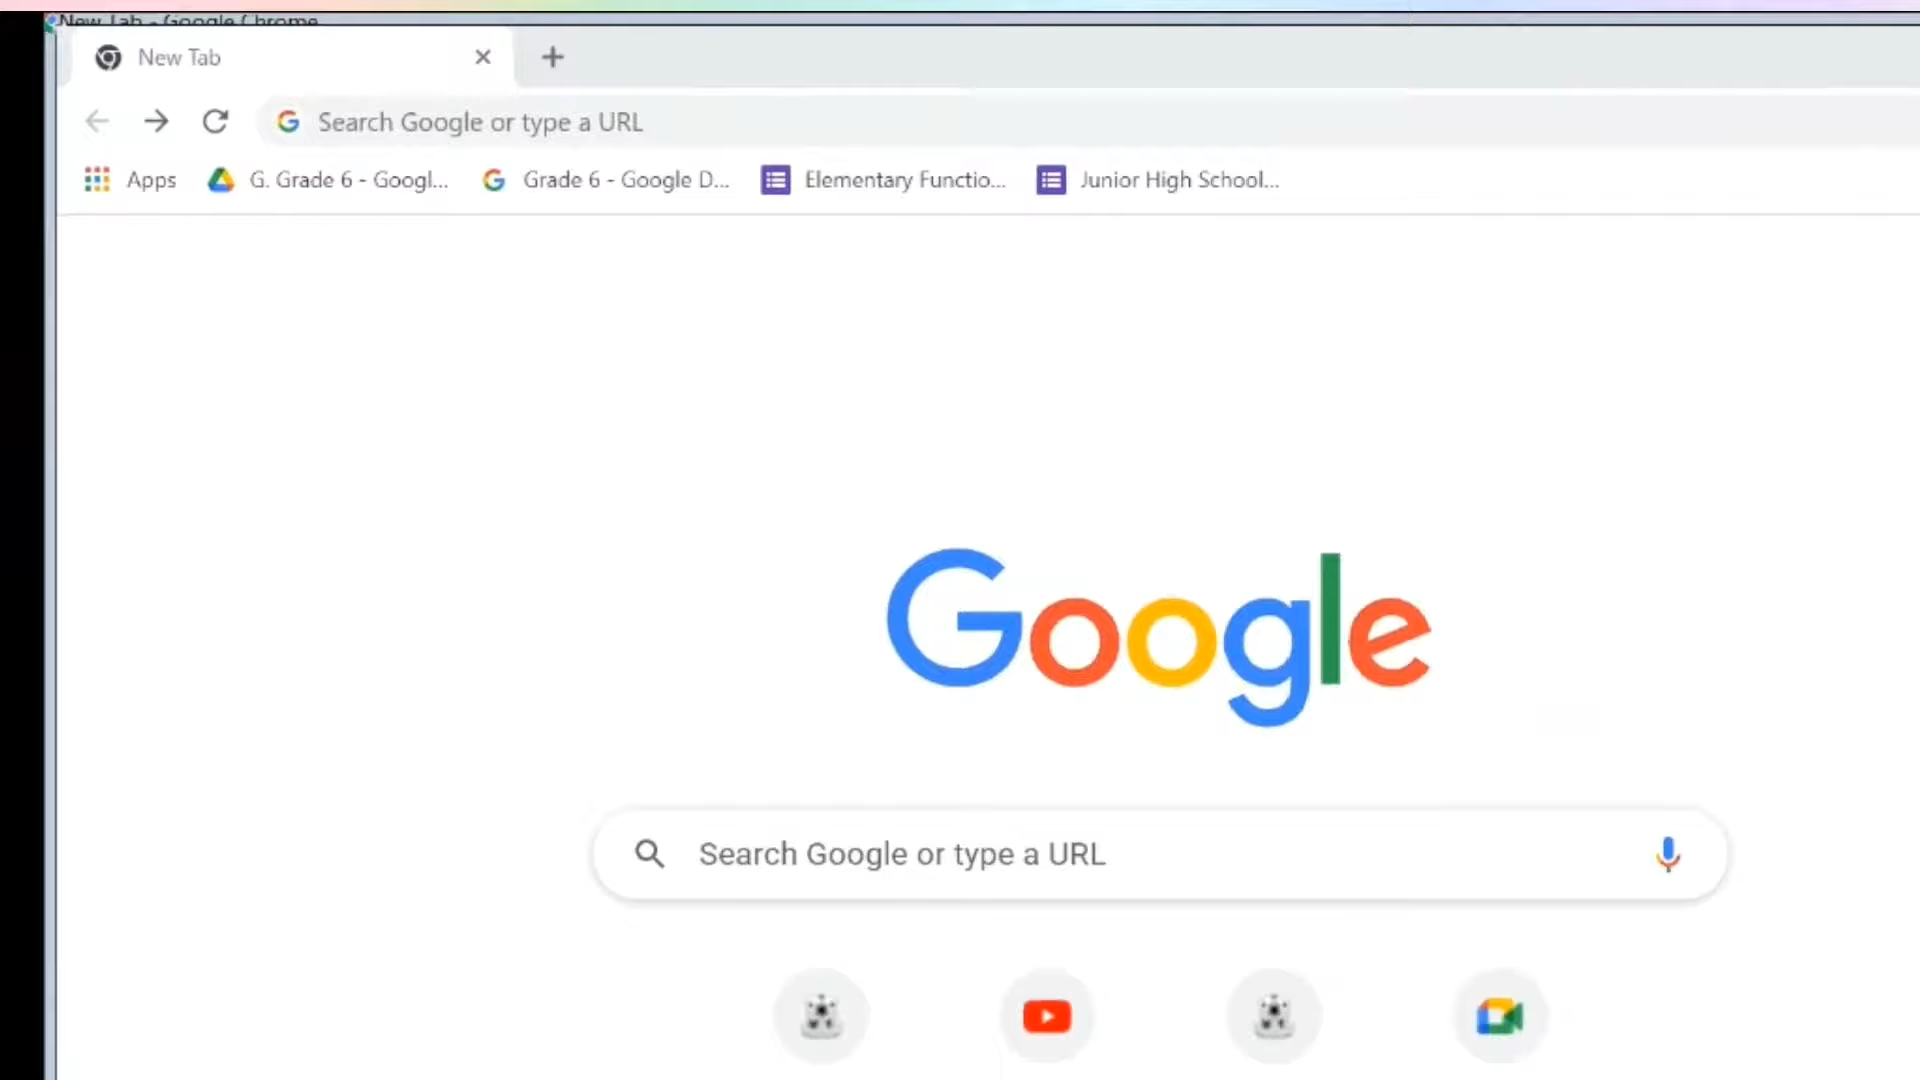 New Tab - Google Chrome
New Tab
Search Google or type a URL
Apps G. Grade 6 - Googl... Grade 6 - Google D... Elementary Functio... Junior High School...
Google
Search Google or type a URL